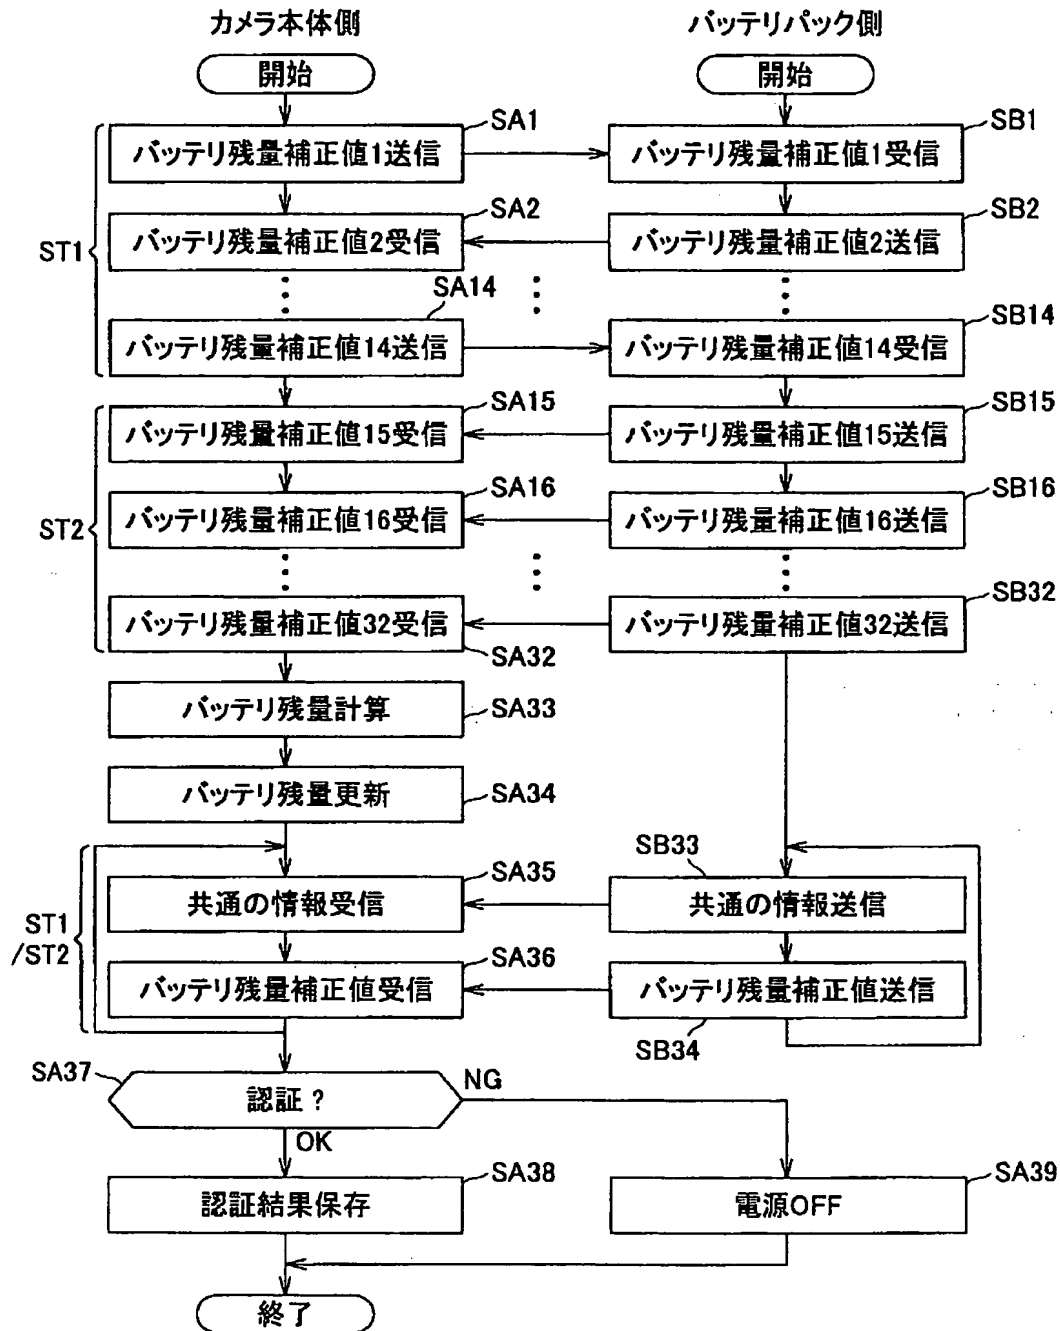 カメラ本体側
バッテリパック側
開始
開始
SA1
SB1
バッテリ残量補正値1送信
バッテリ残量補正値1受信
SA2
SB2
バッテリ残量補正値2受信
バッテリ残量補正値2送信
ST1
SA14
SB14
バッテリ残量補正値14送信
バッテリ残量補正値14受信
SA15
SB15
バッテリ残量補正値15受信
バッテリ残量補正値15送信
SA16
SB16
バッテリ残量補正値16受信
バッテリ残量補正値16送信
ST2
SB32
バッテリ残量補正値32受信
バッテリ残量補正値32送信
SA32
バッテリ残量計算
SA33
バッテリ残量更新
SA34
SB33
SA35
共通の情報受信
共通の情報送信
ST1
/ST2
SA36
バッテリ残量補正値受信
バッテリ残量補正値送信
SB34
SA37
認証?
NG
OK
SA38
SA39
認証結果保存
電源OFF
終了